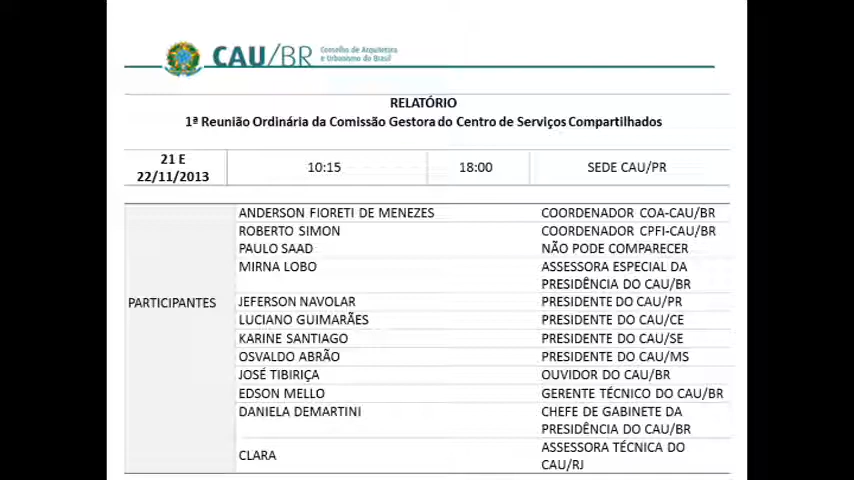 CAU/BR Conselho de Arquitetura
e Urbanismo do Brasil
RELATÓRIO
1ª Reunião Ordinária da Comissão Gestora do Centro de Serviços Compartilhados
21 E
22/11/2013
10:15
18:00
SEDE CAU/PR
PARTICIPANTES
ANDERSON FIORETI DE MENEZES COORDENADOR COA-CAU/BR
ROBERTO SIMON COORDENADOR CPFI-CAU/BR
PAULO SAAD NÃO PODE COMPARECER
MIRNA LOBO ASSESSORA ESPECIAL DA
PRESIDÊNCIA DO CAU/BR
JEFERSON NAVOLAR PRESIDENTE DO CAU/PR
LUCIANO GUIMARÃES PRESIDENTE DO CAU/CE
KARINE SANTIAGO PRESIDENTE DO CAU/SE
OSVALDO ABRÃO PRESIDENTE DO CAU/MS
JOSÉ TIBIRIÇA OUVIDOR DO CAU/BR
EDSON MELLO GERENTE TÉCNICO DO CAU/BR
DANIELA DEMARTINI CHEFE DE GABINETE DA
PRESIDÊNCIA DO CAU/BR
CLARA ASSESSORA TÉCNICA DO
CAU/RJ